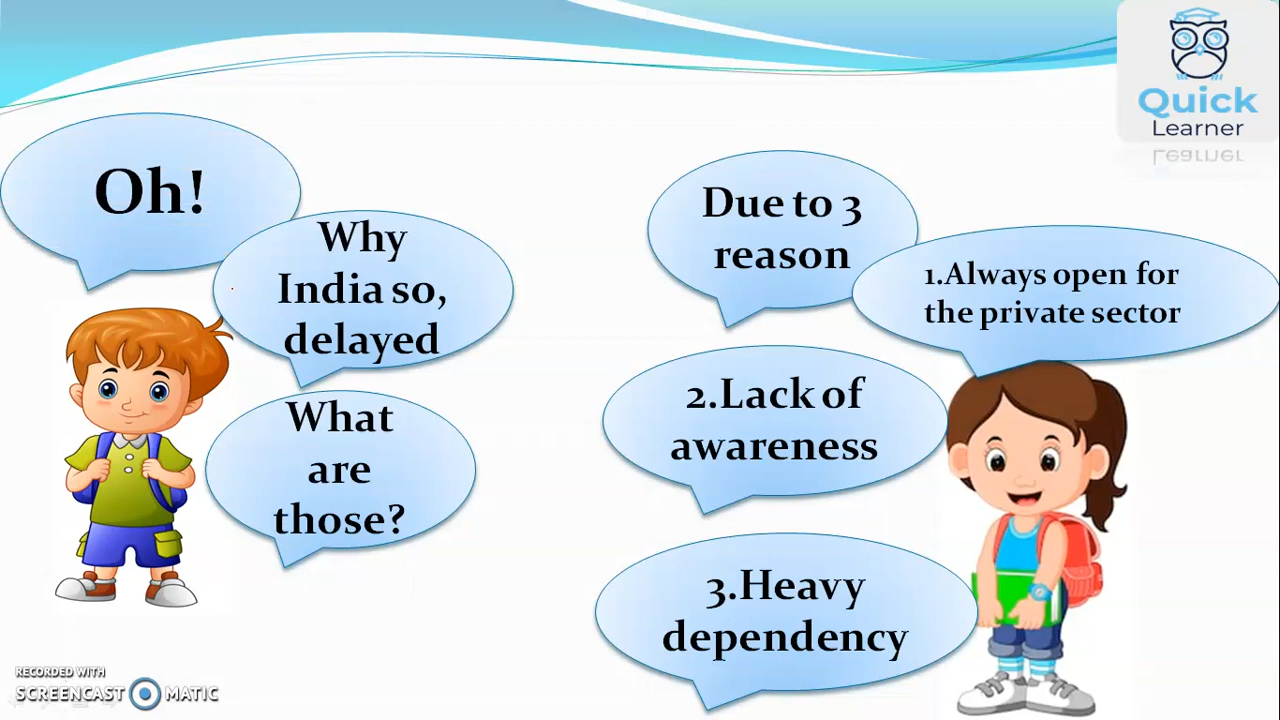 Quick
Learner
Oh!
Why
India so,
delayed
What
are
those?
Due to 3
reason
1.Always open for
the private sector
2.Lack of
awareness
3.Heavy
dependency
RECORDED WITH
SCREENCAST MATIC